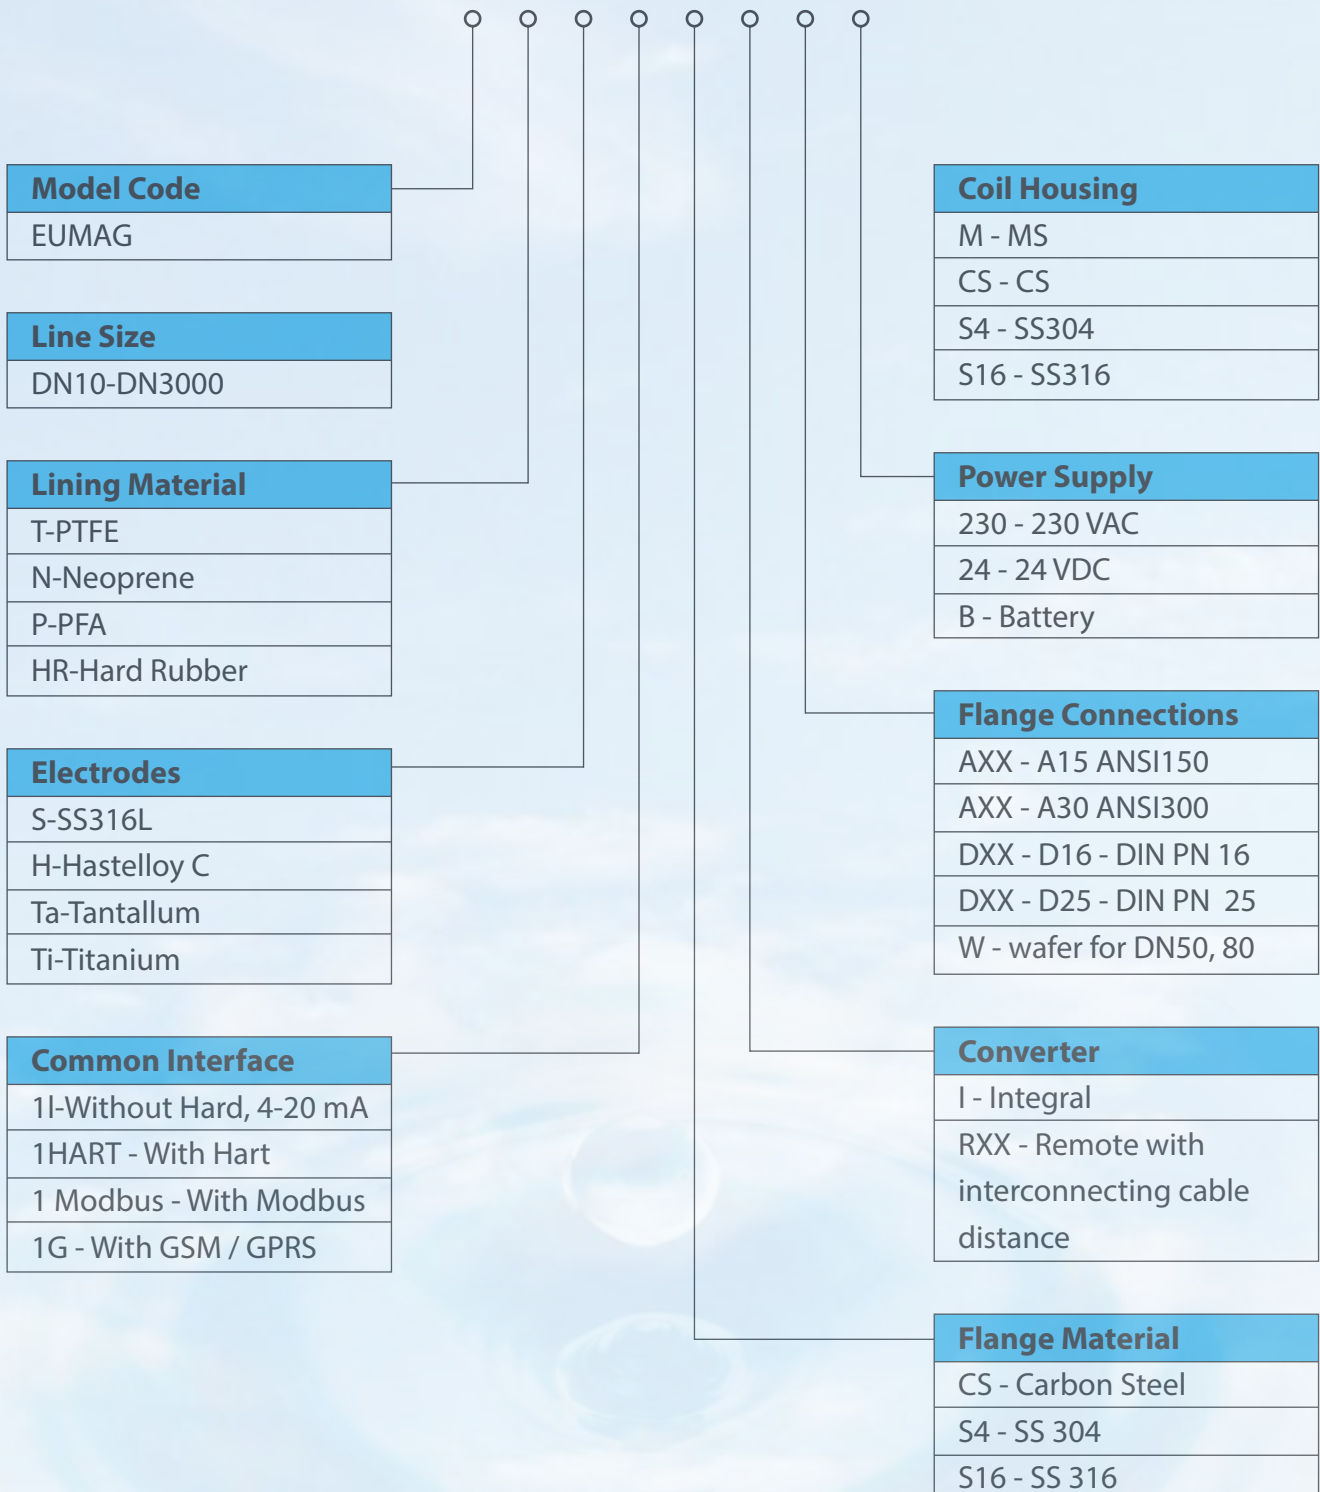 Model Code
EUMAG
Line Size
DN10-DN3000
Lining Material
T-PTFE
N-Neoprene
P-PFA
HR-Hard Rubber
Electrodes
S-SS316L
H-Hastelloy C
Ta-Tantallum
Ti-Titanium
Common Interface
1l-Without Hard, 4-20 mA
1HART - With Hart
1 Modbus - With Modbus
1G - With GSM / GPRS
Coil Housing
M - MS
CS - CS
S4 - SS304
S16 - SS316
Power Supply
230 - 230 VAC
24 - 24 VDC
B - Battery
Flange Connections
AXX - A15 ANSI150
AXX - A30 ANSI300
DXX - D16 - DIN PN 16
DXX - D25 - DIN PN  25
W - wafer for DN50, 80
Converter
I - Integral
RXX - Remote with
interconnecting cable
distance
Flange Material
CS - Carbon Steel
S4 - SS 304
S16 - SS 316